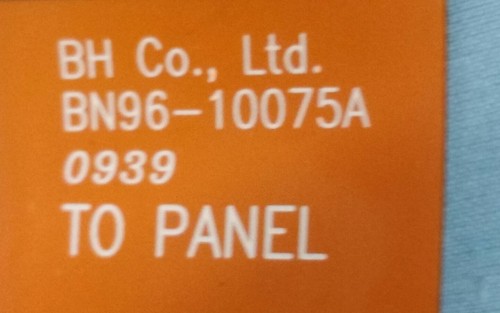 BH Co., Ltd.
BN96-10075A
0939
TO PANEL